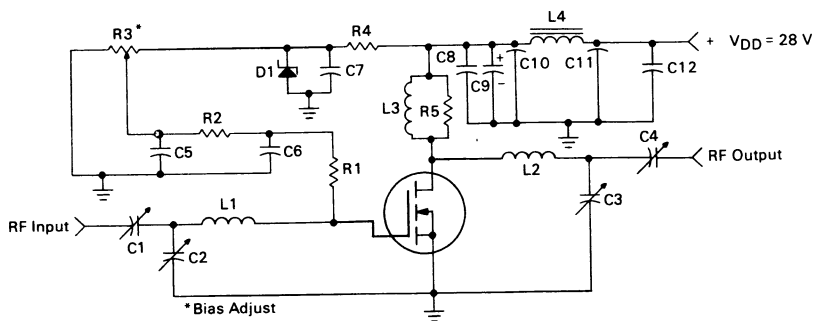 R3*
R4
L4
+ VDD = 28 V
D1
C7
C8
+
C9
−
C10
C11
C12
L3
R5
R2
C5
C6
R1
C4
RF Output
L2
C3
L1
RF Input
C1
C2
*Bias Adjust